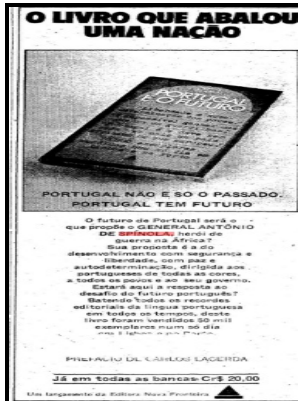 O LIVRO QUE ABALOU
UMA NAÇÃO
PORTUGAL
E O FUTURO
PORTUGAL NÃO É SÓ O PASSADO.
PORTUGAL TEM FUTURO
O futuro de Portugal será o
que propõe o GENERAL ANTÔNIO
DE SPÍNOLA, herói de
guerra na África?
Sua proposta é a do
desenvolvimento com segurança e
liberdade, com paz e
autodeterminação, dirigida aos
portugueses de todas as cores,
a todos os povos e ao seu governo.
Estará aqui a resposta ao
desafio do futuro português?
Batendo todos os recordes
editoriais da língua portuguesa
em todos os tempos, deste
livro foram vendidos 50 mil
exemplares num só dia
em Lisboa e no Porto.
PREFÁCIO DE CARLOS LACERDA
Já em todas as bancas-Cr$ 20,00
Um lançamento da Editora Nova Fronteira